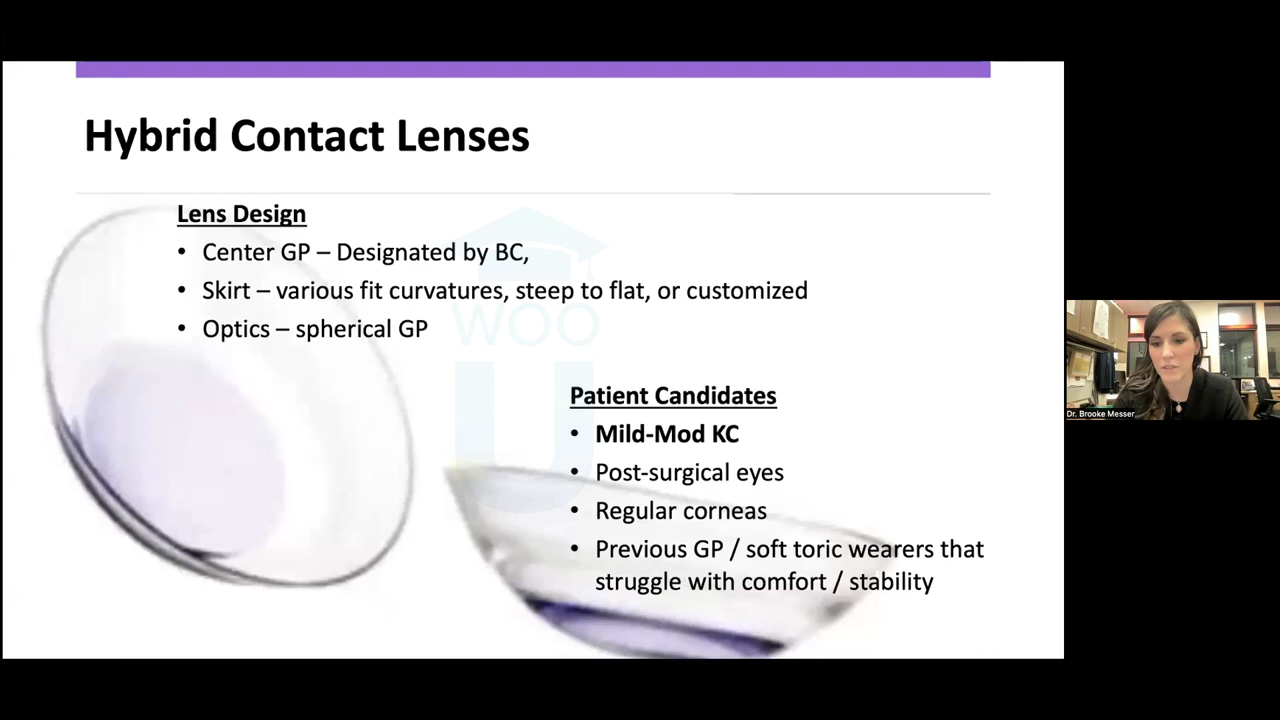 Hybrid Contact Lenses
Lens Design
• Center GP – Designated by BC,
• Skirt – various fit curvatures, steep to flat, or customized
• Optics – spherical GP
WOO
U
Patient Candidates
• Mild-Mod KC
• Post-surgical eyes
• Regular corneas
• Previous GP / soft toric wearers that
struggle with comfort / stability
Dr. Brooke Messer